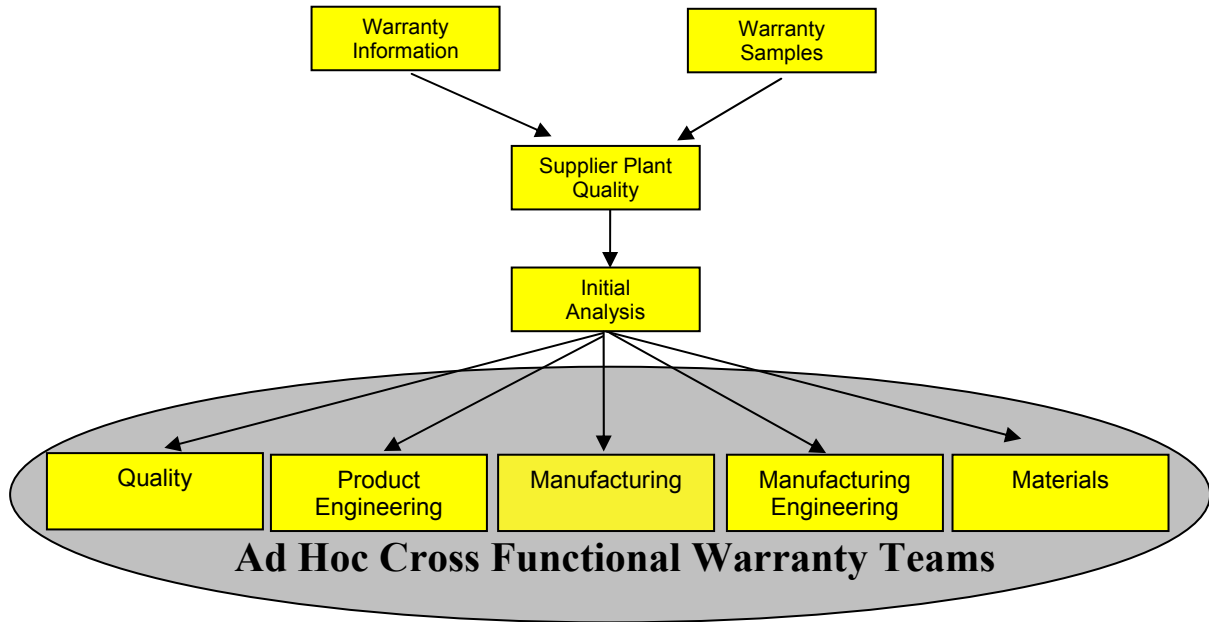 Warranty
Information
Warranty
Samples
Supplier Plant
Quality
Initial
Analysis
Quality
Product
Engineering
Manufacturing
Manufacturing
Engineering
Materials
Ad Hoc Cross Functional Warranty Teams